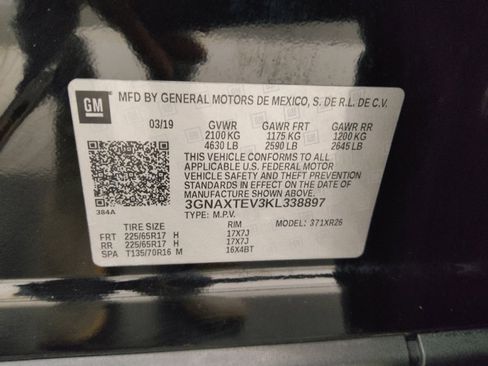 GM
MFD BY GENERAL MOTORS DE MEXICO, S. DE R.L. DE C.V.
03/19 GVWR GAWR FRT GAWR RR
2100 KG 1175 KG 1200 KG
4630 LB 2590 LB 2645 LB
THIS VEHICLE CONFORMS TO ALL
APPLICABLE U.S. FEDERAL MOTOR
VEHICLE SAFETY AND THEFT
PREVENTION STANDARDS IN EFFECT
ON THE DATE OF MANUFACTURE
SHOWN ABOVE.
384A
3GNAXTEV3KL338897
TYPE: M.P.V. MODEL: 371XR26
TIRE SIZE RIM
FRT 225/65R17 H 17X7J
RR 225/65R17 H 17X7J
SPA T135/70R16 M 16X4BT